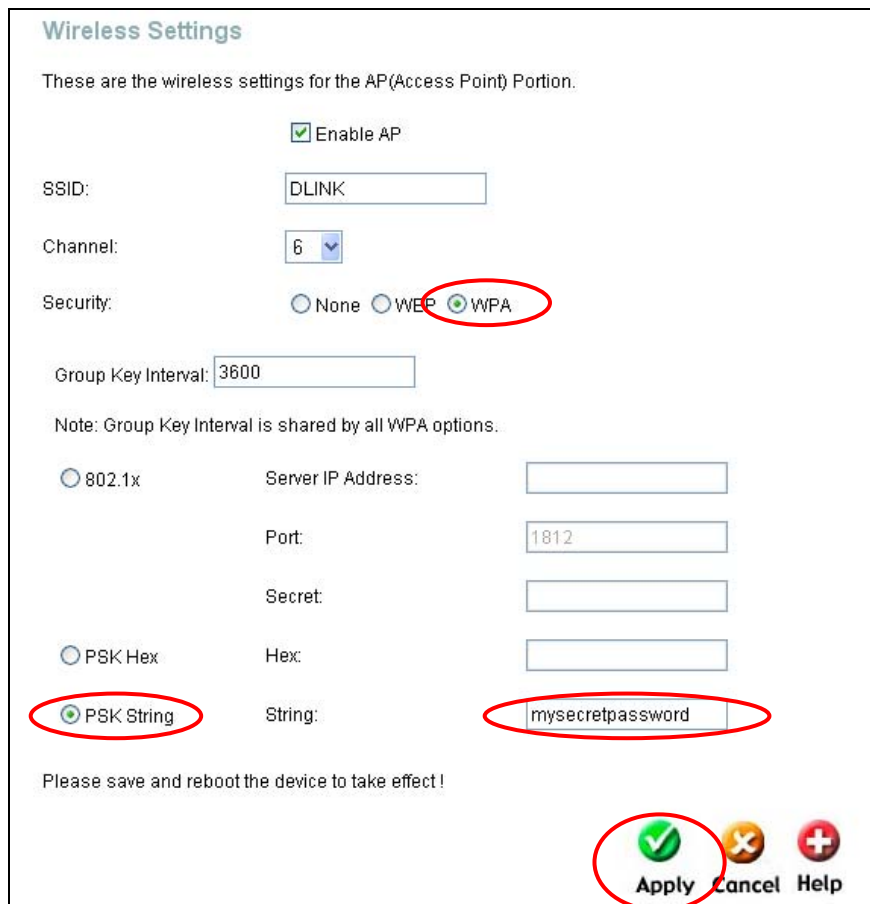 Wireless Settings
These are the wireless settings for the AP(Access Point) Portion.
Enable AP
SSID: DLINK
Channel: 6
Security: None WEP WPA
Group Key Interval: 3600
Note: Group Key Interval is shared by all WPA options.
802.1x Server IP Address:
Port: 1812
Secret:
PSK Hex Hex:
PSK String String: mysecretpassword
Please save and reboot the device to take effect !
Apply Cancel Help